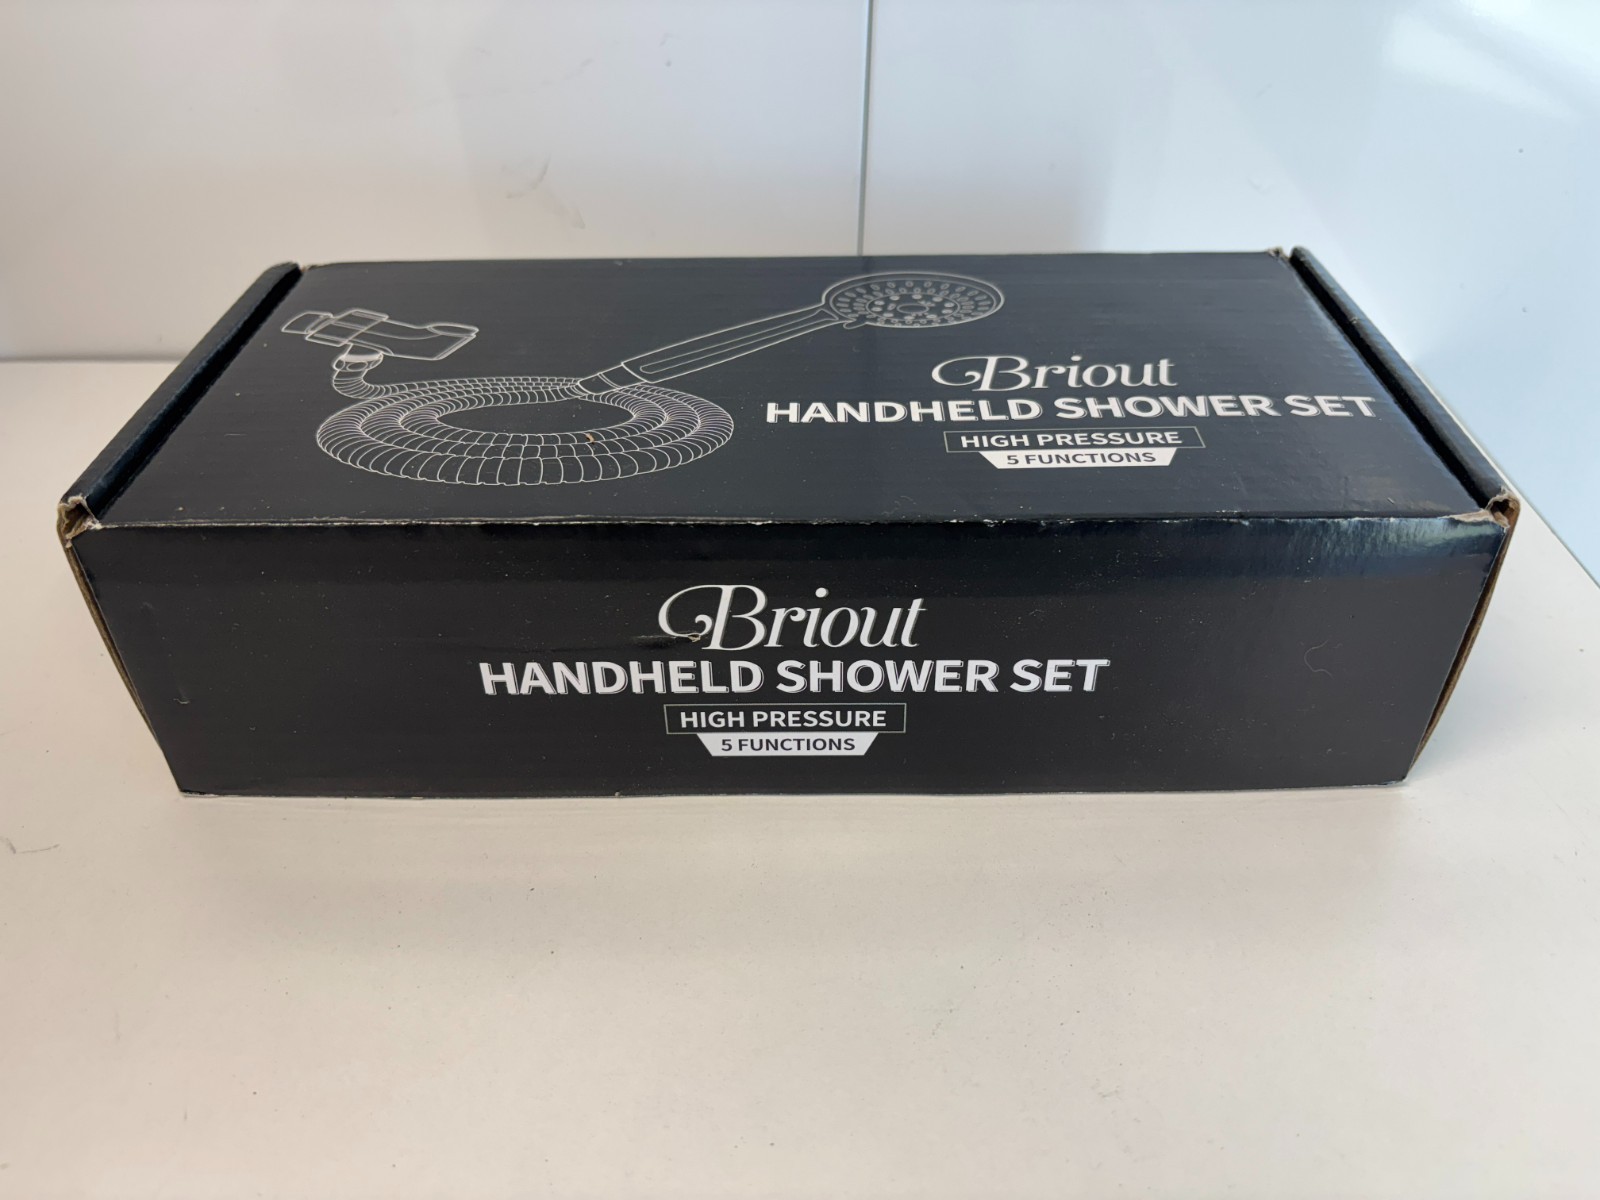 Briout
HANDHELD SHOWER SET
HIGH PRESSURE
5 FUNCTIONS
Briout
HANDHELD SHOWER SET
HIGH PRESSURE
5 FUNCTIONS